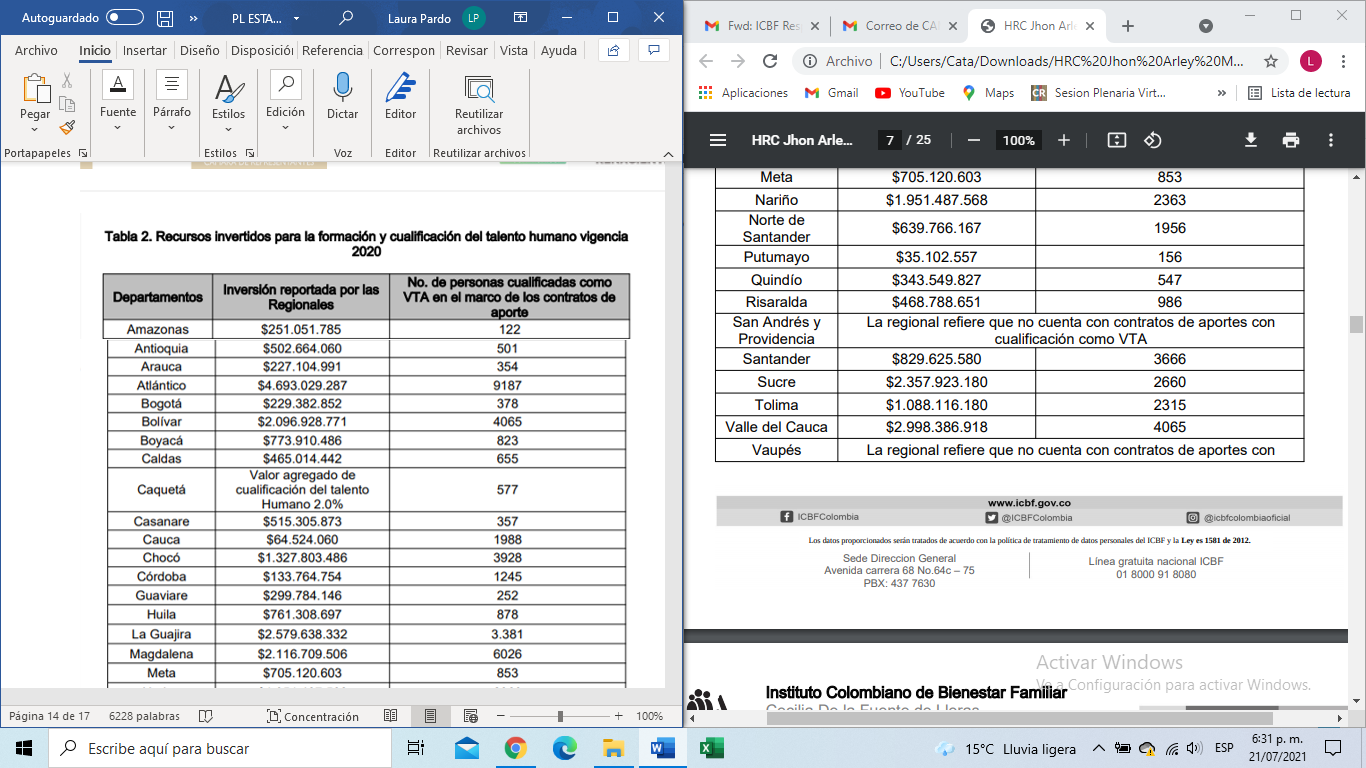 Autoguardado
PL ESTA...
Laura Pardo
LP
Archivo Inicio Insertar Diseño Disposición Referencia Correspon Revisar Vista Ayuda
Pegar
Fuente
Párrafo
Estilos
Edición
Dictar
Editor
Reutilizar
archivos
Portapapeles
Estilos
Voz
Editor
Reutilizar archivos
Tabla 2. Recursos invertidos para la formación y cualificación del talento humano vigencia
2020
Departamentos
Inversión reportada por las
Regionales
No. de personas cualificadas como
VTA en el marco de los contratos de
aporte
Amazonas $251.051.785 122
Antioquia $502.664.060 501
Arauca $227.104.991 354
Atlántico $4.693.029.287 9187
Bogotá $229.382.852 378
Bolívar $2.096.928.771 4065
Boyacá $773.910.486 823
Caldas $465.014.442 655
Caquetá
Valor agregado de
cualificación del talento
Humano 2.0%
577
Casanare $515.305.873 357
Cauca $64.524.060 1988
Chocó $1.327.803.486 3928
Córdoba $133.764.754 1245
Guaviare $299.784.146 252
Huila $761.308.697 878
La Guajira $2.579.638.332 3.381
Magdalena $2.116.709.506 6026
Meta $705.120.603 853
Página 14 de 17 6228 palabras Concentración 100%
Fwd: ICBF Res
Correo de CA
HRC Jhon Arle
Archivo C:/Users/Cata/Downloads/HRC%20Jhon%20Arley%20M...
L
Aplicaciones Gmail YouTube Maps CR Sesion Plenaria Virt... » Lista de lectura
HRC Jhon Arle... 7 / 25 100%
Meta $705.120.603 853
Nariño $1.951.487.568 2363
Norte de
Santander
$639.766.167 1956
Putumayo $35.102.557 156
Quindío $343.549.827 547
Risaralda $468.788.651 986
San Andrés y
Providencia
La regional refiere que no cuenta con contratos de aportes con
cualificación como VTA
Santander $829.625.580 3666
Sucre $2.357.923.180 2660
Tolima $1.088.116.180 2315
Valle del Cauca $2.998.386.918 4065
Vaupés La regional refiere que no cuenta con contratos de aportes con
www.icbf.gov.co
ICBFColombia @ICBFColombia @icbfcolombiaoficial
Los datos proporcionados serán tratados de acuerdo con la política de tratamiento de datos personales del ICBF y la Ley es 1581 de 2012.
Sede Direccion General
Avenida carrera 68 No.64c – 75
PBX: 437 7630
Línea gratuita nacional ICBF
01 8000 91 8080
Activar Windows
Ve a Configuración para activar Windows.
Instituto Colombiano de Bienestar Familiar
Cecilia De la Fuente de Lleras
Escribe aquí para buscar
15°C Lluvia ligera
ESP
6:31 p. m.
21/07/2021